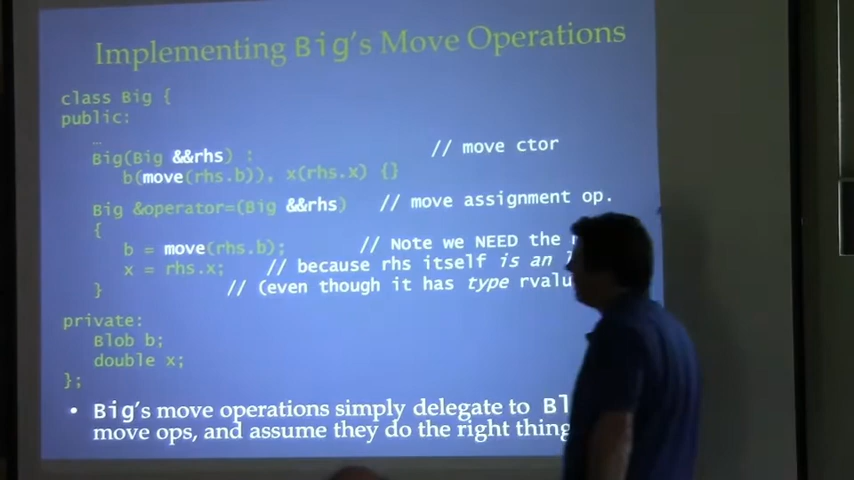 Implementing Big's Move Operations
class Big {
public:
…
Big(Big &&rhs) : // move ctor
b(move(rhs.b)), x(rhs.x) {}
Big &operator=(Big &&rhs) // move assignment op.
{
b = move(rhs.b); // Note we NEED the
x = rhs.x; // because rhs itself is an
} // (even though it has type
private:
Blob b;
double x;
};
• Big's move operations simply delegate to
move ops, and assume they do the right thing